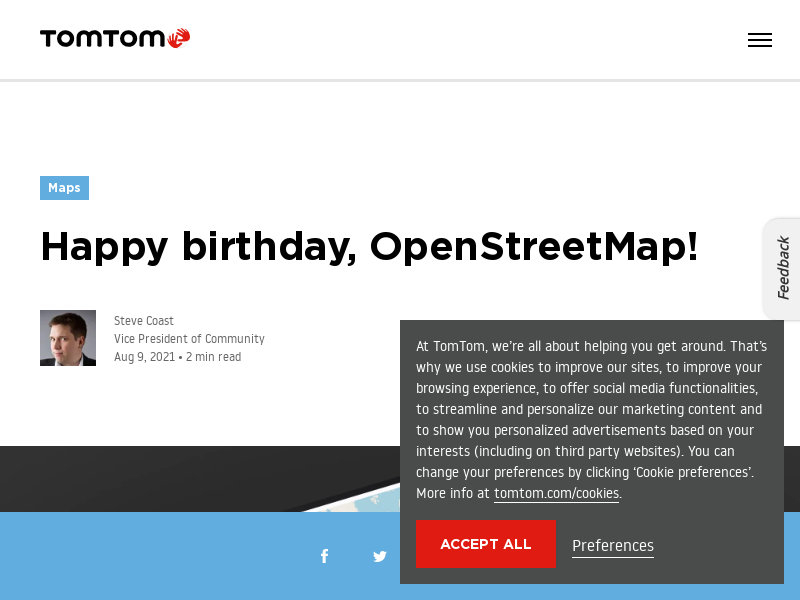 TOMTOM
Maps
Happy birthday, OpenStreetMap!
Feedback
Steve Coast
Vice President of Community
Aug 9, 2021 • 2 min read
At TomTom, we’re all about helping you get around. That’s
why we use cookies to improve our sites, to improve your
browsing experience, to offer social media functionalities,
to streamline and personalize our marketing content and
to show you personalized advertisements based on your
interests (including on third party websites). You can
change your preferences by clicking ‘Cookie preferences’.
More info at tomtom.com/cookies.
ACCEPT ALL
Preferences